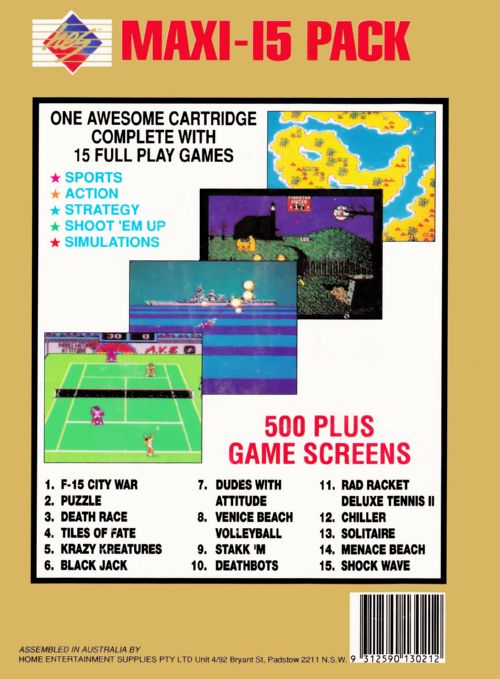 hes
MAXI-15 PACK
ONE AWESOME CARTRIDGE
COMPLETE WITH
15 FULL PLAY GAMES
SPORTS
ACTION
STRATEGY
SHOOT 'EM UP
SIMULATIONS
30 0
500 PLUS
GAME SCREENS
1. F-15 CITY WAR
2. PUZZLE
3. DEATH RACE
4. TILES OF FATE
5. KRAZY KREATURES
6. BLACK JACK
7. DUDES WITH
ATTITUDE
8. VENICE BEACH
VOLLEYBALL
9. STAKK 'M
10. DEATHBOTS
11. RAD RACKET
DELUXE TENNIS II
12. CHILLER
13. SOLITAIRE
14. MENACE BEACH
15. SHOCK WAVE
ASSEMBLED IN AUSTRALIA BY
HOME ENTERTAINMENT SUPPLIES PTY LTD Unit 4/92 Bryant St, Padstow 2211 N.S.W.
9 312590 130212